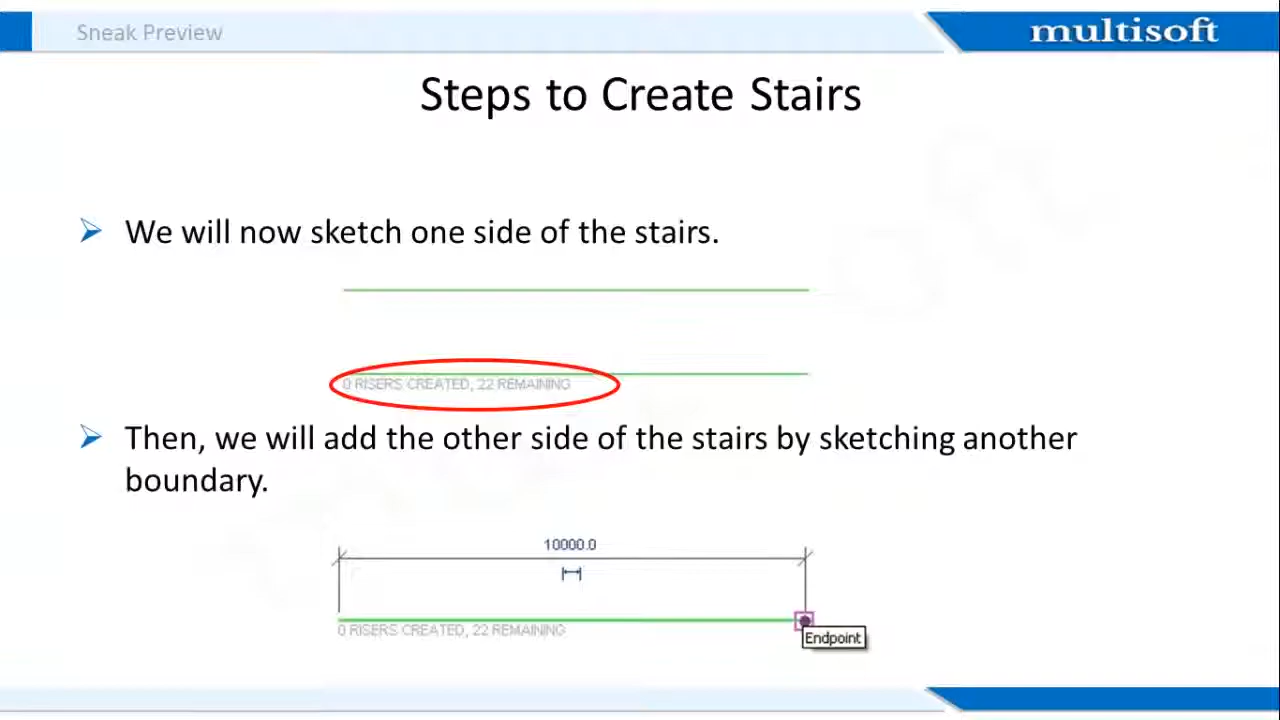 Sneak Preview
multisoft
Steps to Create Stairs
We will now sketch one side of the stairs.
0 RISERS CREATED, 22 REMAINING
Then, we will add the other side of the stairs by sketching another
boundary.
10000.0
0 RISERS CREATED, 22 REMAINING
Endpoint